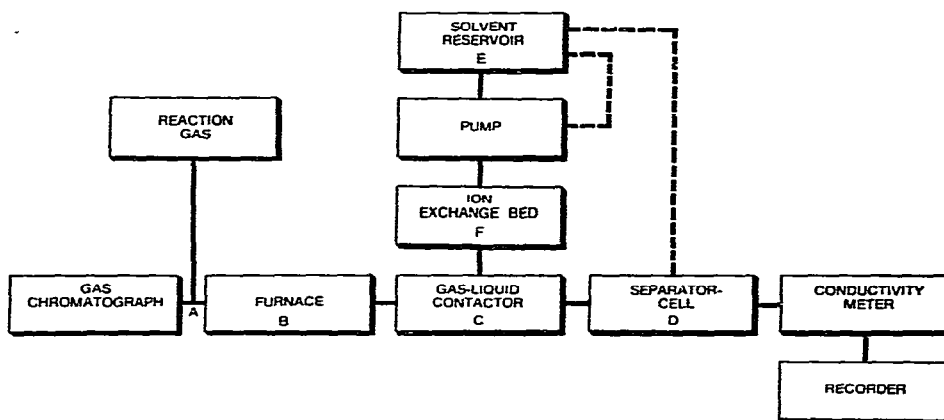 SOLVENT
RESERVOIR
E
REACTION
GAS
PUMP
ION
EXCHANGE BED
F
GAS
CHROMATOGRAPH
A
FURNACE
B
GAS-LIQUID
CONTACTOR
C
SEPARATOR-
CELL
D
CONDUCTIVITY
METER
RECORDER